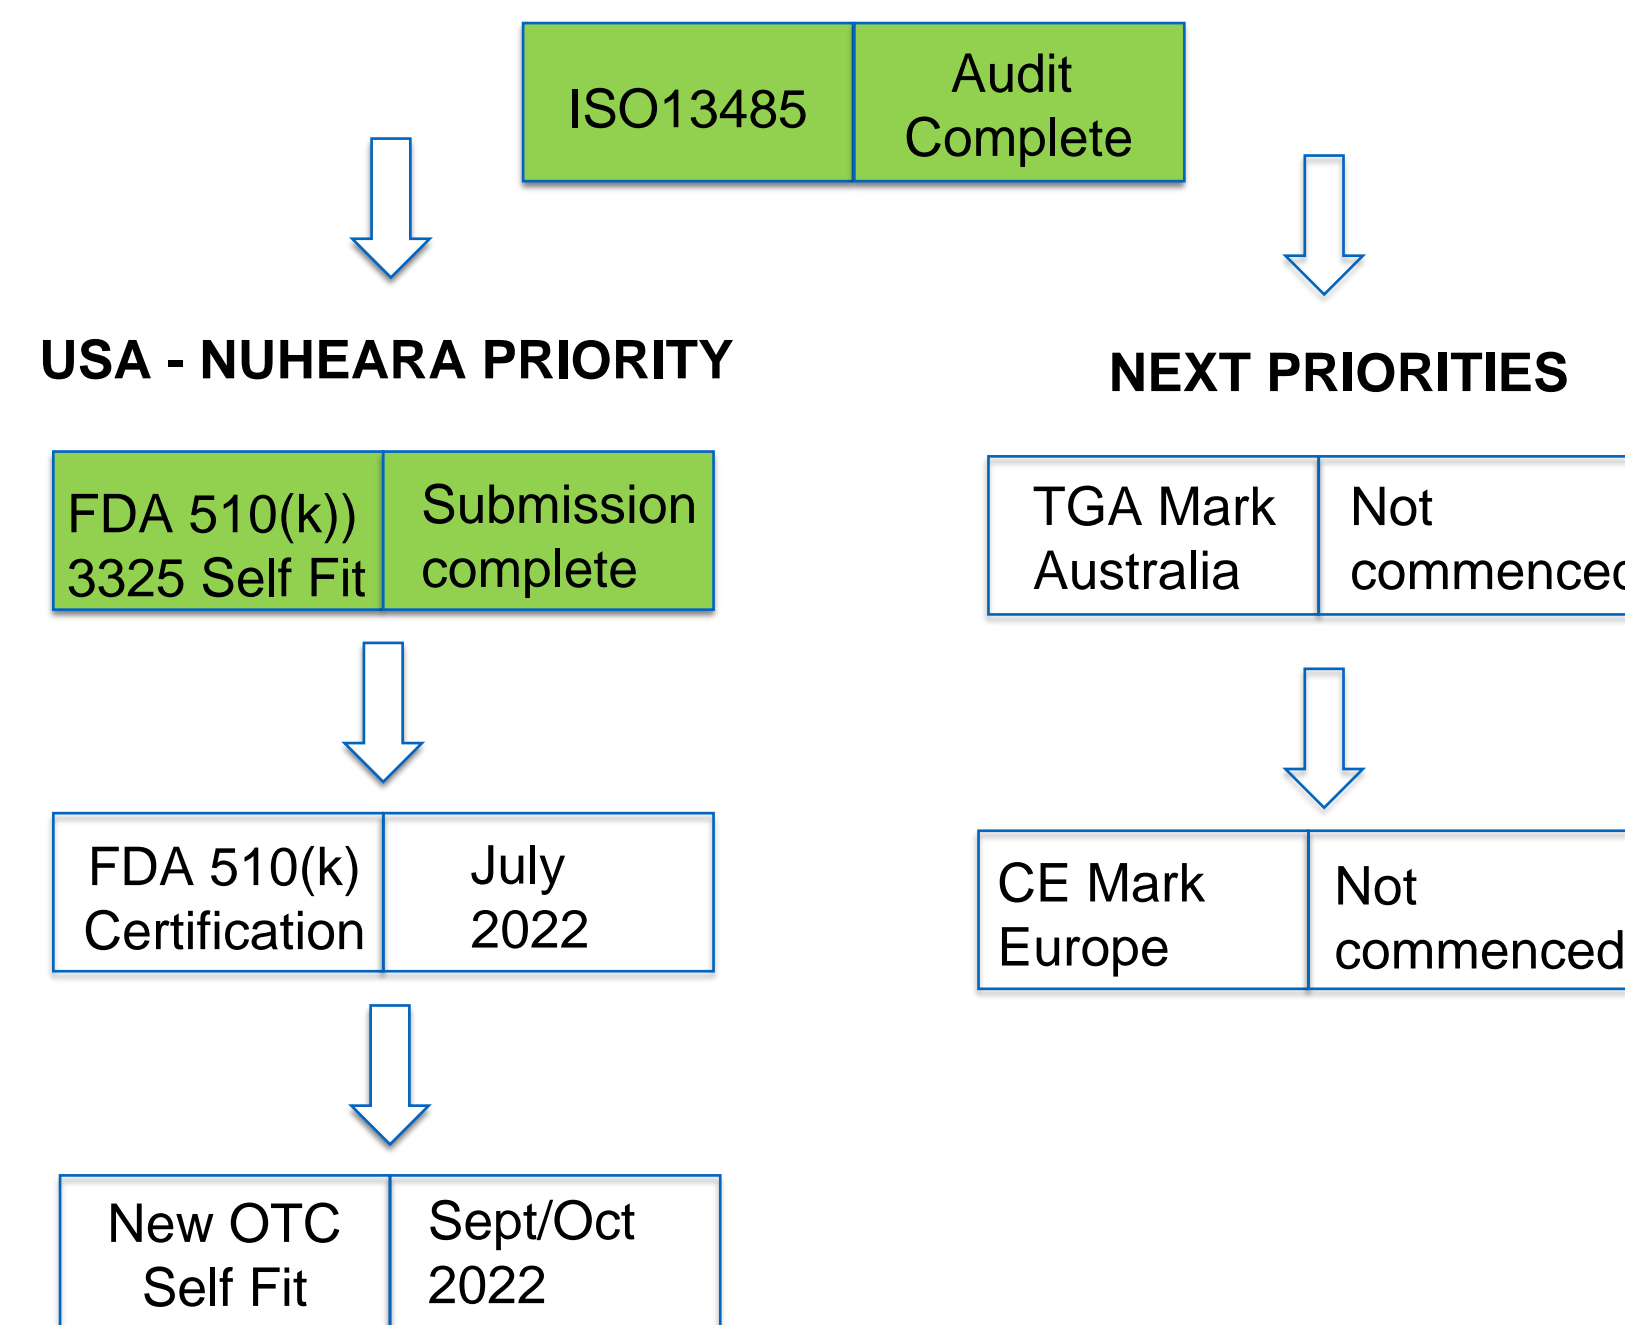 ISO13485
Audit
Complete
USA - NUHEARA PRIORITY
FDA 510(k))
3325 Self Fit
Submission
complete
FDA 510(k)
Certification
July
2022
New OTC
Self Fit
Sept/Oct
2022
NEXT PRIORITIES
TGA Mark
Australia
Not
commenced
CE Mark
Europe
Not
commenced